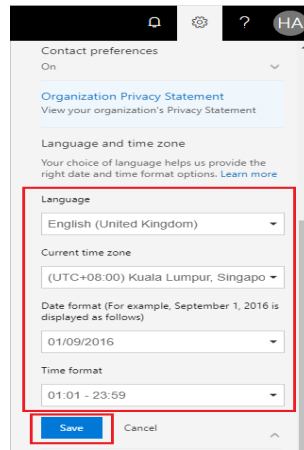 ?
HA
Contact preferences
On
Organization Privacy Statement
View your organization's Privacy Statement
Language and time zone
Your choice of language helps us provide the
right date and time format options. Learn more
Language
English (United Kingdom)
Current time zone
(UTC+08:00) Kuala Lumpur, Singapo
Date format (For example, September 1, 2016 is
displayed as follows)
01/09/2016
Time format
01:01 - 23:59
Save Cancel